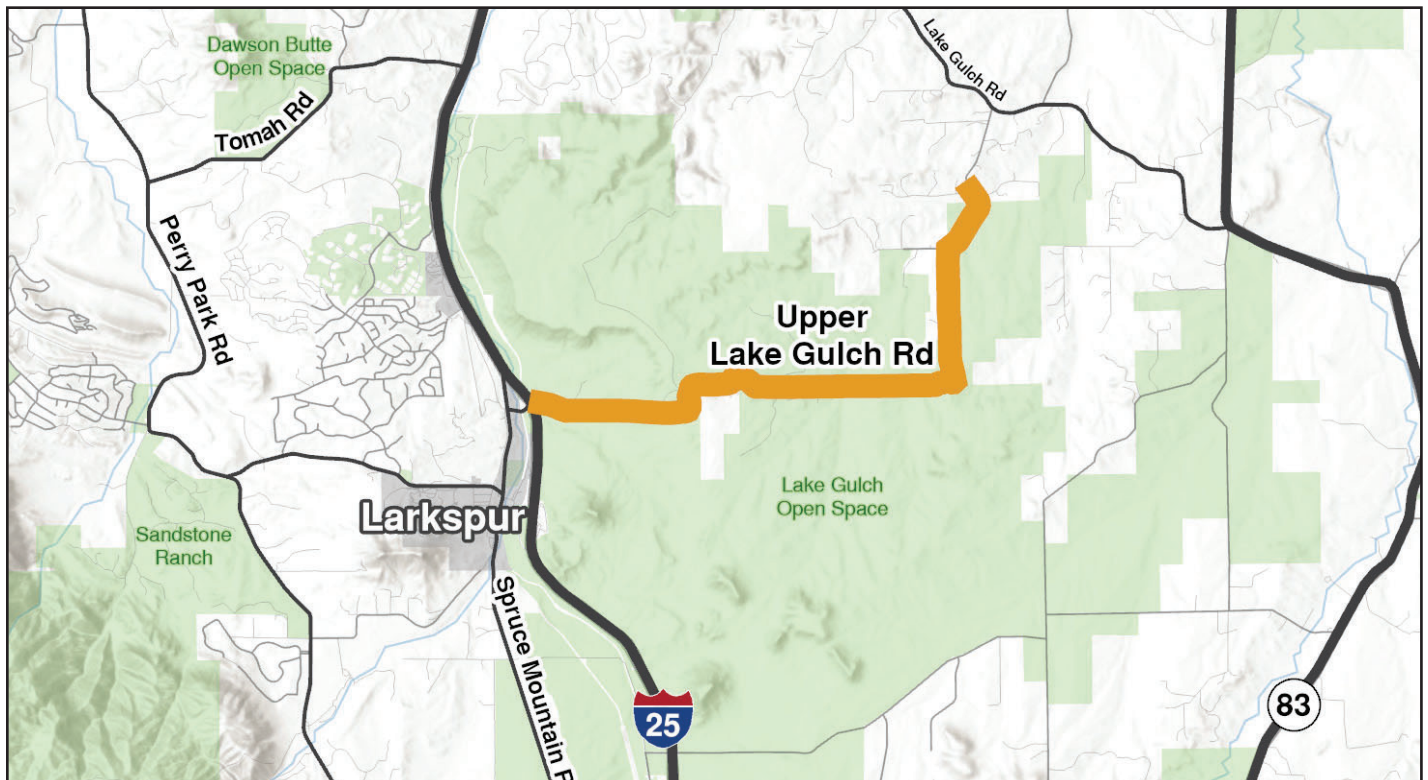 Dawson Butte
Open Space
Tomah Rd
Lake Gulch Rd
Perry Park Rd
Upper
Lake Gulch Rd
Lake Gulch
Open Space
Larkspur
Sandstone
Ranch
Spruce Mountain
25
83